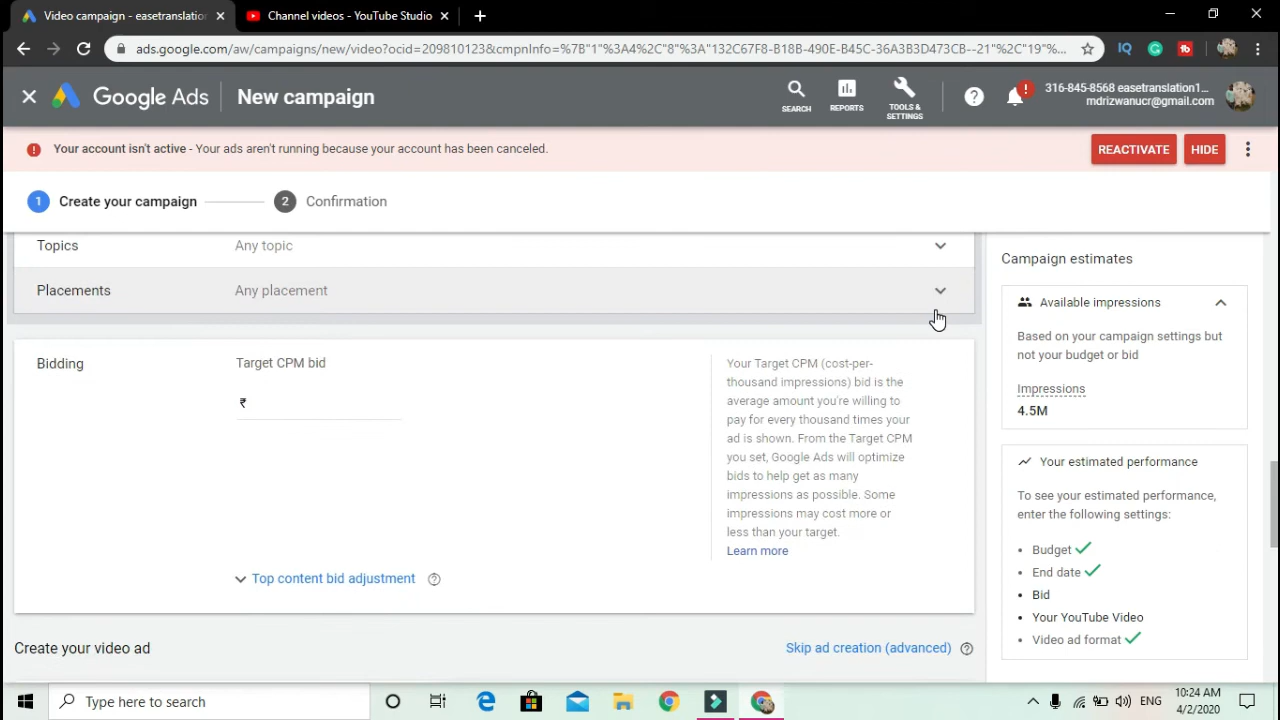 Video campaign - easetranslation
Channel videos - YouTube Studio
ads.google.com/aw/campaigns/new/video?ocid=209810123&cmpnInfo=%7B"1"%3A4%2C"8"%3A"132C67F8-B18B-490E-B45C-36A3B3D473CB--21"%2C"19"%...
Google Ads
New campaign
SEARCH
REPORTS
TOOLS &
SETTINGS
316-845-8568 easetranslation1...
mdrizwanucr@gmail.com
Your account isn't active - Your ads aren't running because your account has been canceled.
REACTIVATE
HIDE
1 Create your campaign
2 Confirmation
Topics Any topic
Placements Any placement
Bidding
Target CPM bid
₹
Your Target CPM (cost-per-
thousand impressions) bid is the
average amount you're willing to
pay for every thousand times your
ad is shown. From the Target CPM
you set, Google Ads will optimize
bids to help get as many
impressions as possible. Some
impressions may cost more or
less than your target.
Learn more
Top content bid adjustment
Create your video ad
Skip ad creation (advanced)
Campaign estimates
Available impressions
Based on your campaign settings but
not your budget or bid
Impressions
4.5M
Your estimated performance
To see your estimated performance,
enter the following settings:
• Budget
• End date
• Bid
• Your YouTube Video
• Video ad format
Type here to search
ENG
10:24 AM
4/2/2020